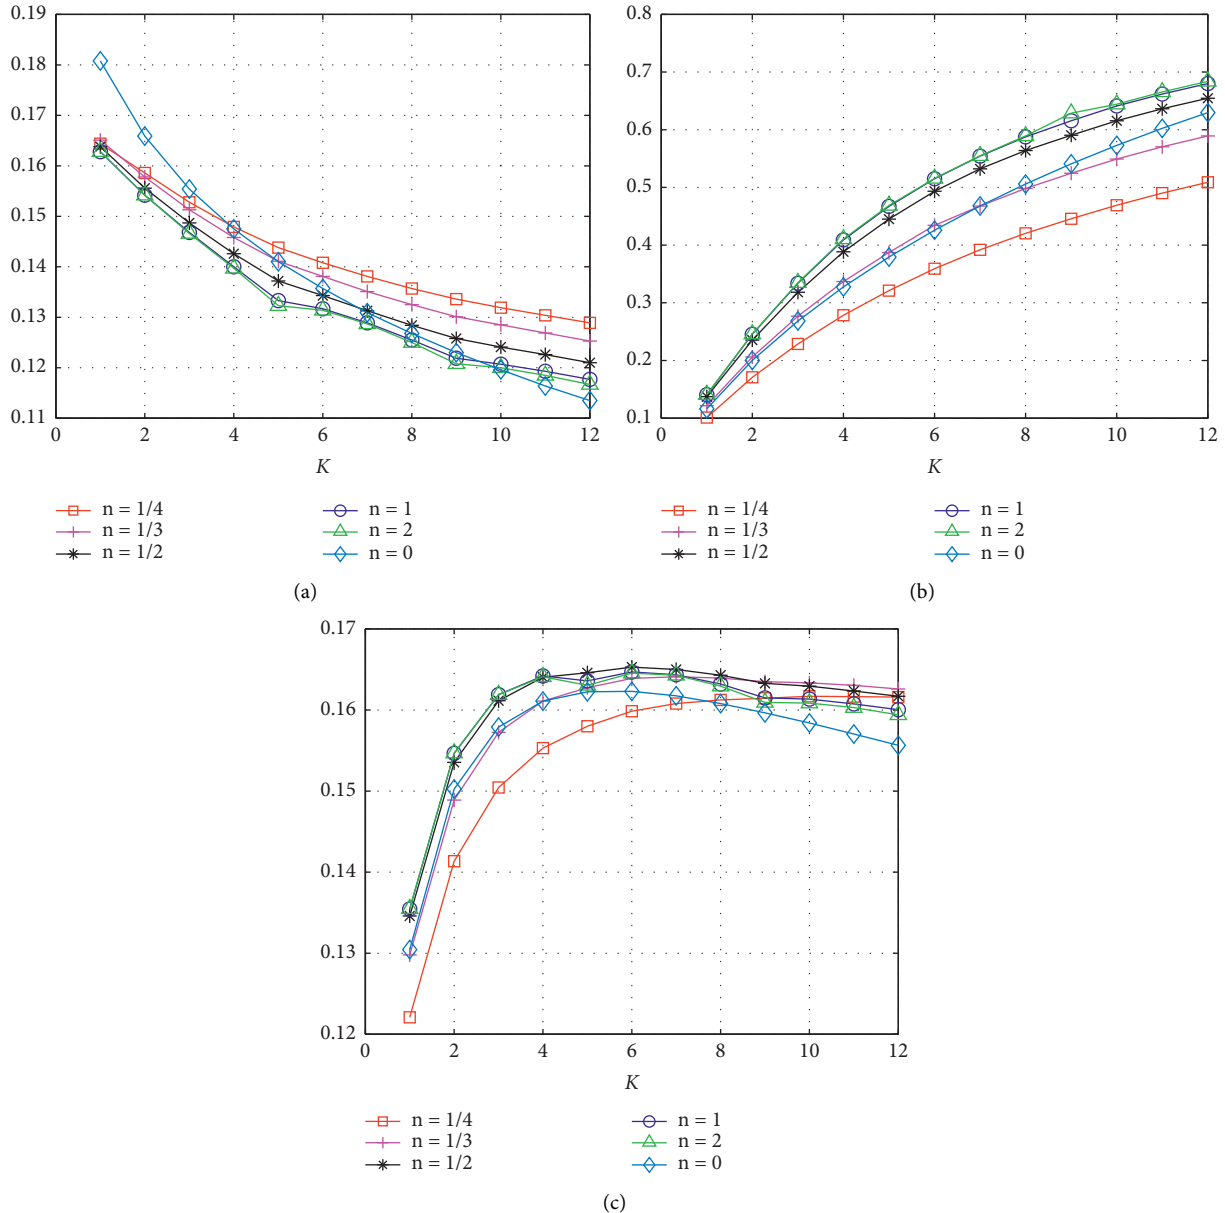 0.19
0.18
0.17
0.16
0.15
0.14
0.13
0.12
0.11
0 2 4 6 8 10 12
K
n = 1/4
n = 1/3
n = 1/2
n = 1
n = 2
n = 0
(a)
0.8
0.7
0.6
0.5
0.4
0.3
0.2
0.1
0 2 4 6 8 10 12
K
n = 1/4
n = 1/3
n = 1/2
n = 1
n = 2
n = 0
(b)
0.17
0.16
0.15
0.14
0.13
0.12
0 2 4 6 8 10 12
K
n = 1/4
n = 1/3
n = 1/2
n = 1
n = 2
n = 0
(c)